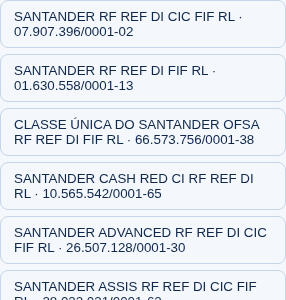 SANTANDER RF REF DI CIC FIF RL ·
07.907.396/0001-02
SANTANDER RF REF DI FIF RL ·
01.630.558/0001-13
CLASSE ÚNICA DO SANTANDER OFSA
RF REF DI FIF RL · 66.573.756/0001-38
SANTANDER CASH RED CI RF REF DI
RL · 10.565.542/0001-65
SANTANDER ADVANCED RF REF DI CIC
FIF RL · 26.507.128/0001-30
SANTANDER ASSIS RF REF DI CIC FIF